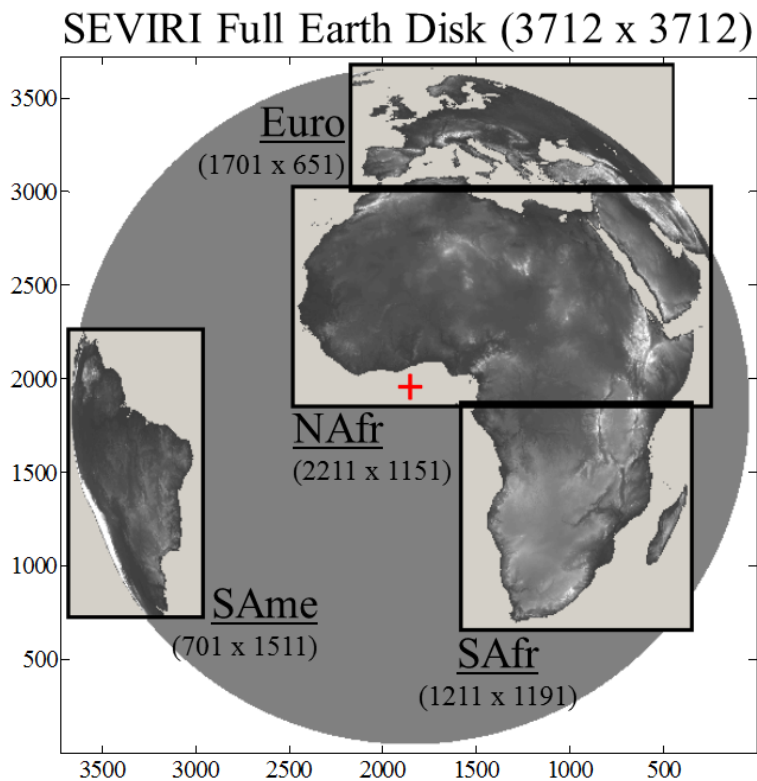 SEVIRI Full Earth Disk (3712 x 3712)
3500
Euro
(1701 x 651)
3000
2500
2000
NAfr
(2211 x 1151)
1500
1000
SAme
(701 x 1511)
SAfr
(1211 x 1191)
500
3500 3000 2500 2000 1500 1000 500